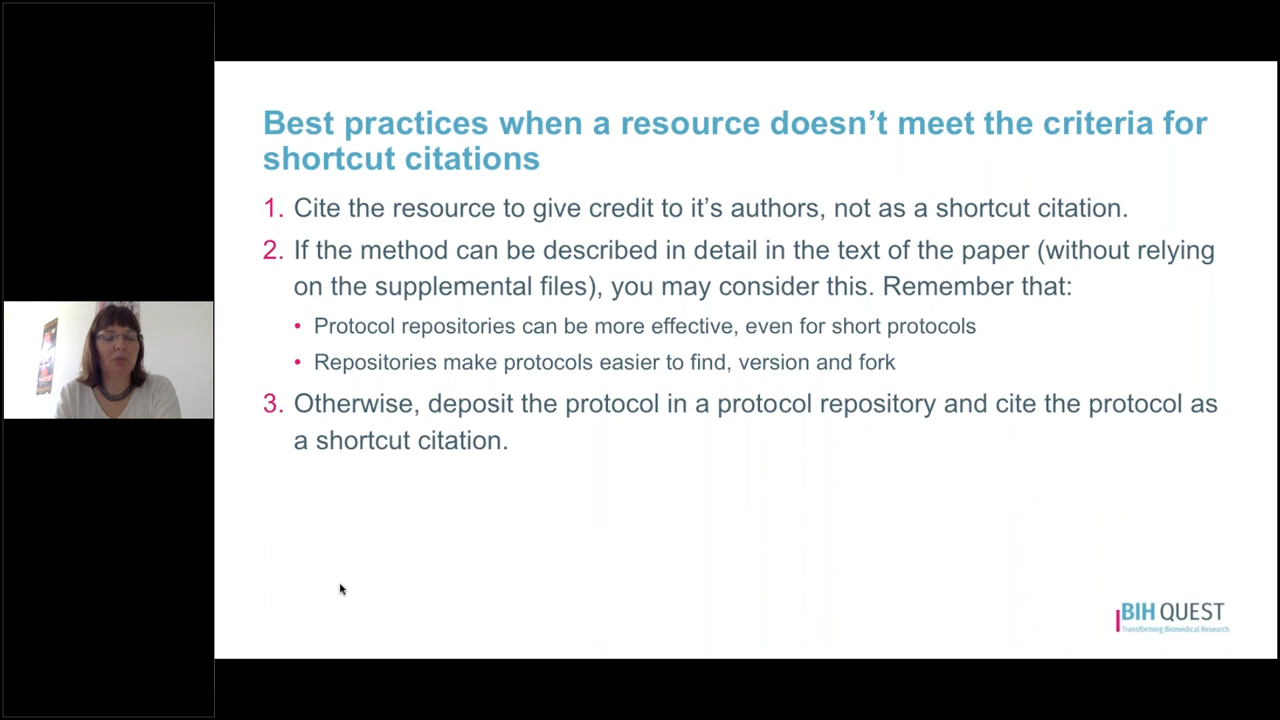 Best practices when a resource doesn’t meet the criteria for
shortcut citations
1. Cite the resource to give credit to it’s authors, not as a shortcut citation.
2. If the method can be described in detail in the text of the paper (without relying
on the supplemental files), you may consider this. Remember that:
• Protocol repositories can be more effective, even for short protocols
• Repositories make protocols easier to find, version and fork
3. Otherwise, deposit the protocol in a protocol repository and cite the protocol as
a shortcut citation.
BIH QUEST
Transforming Biomedical Research